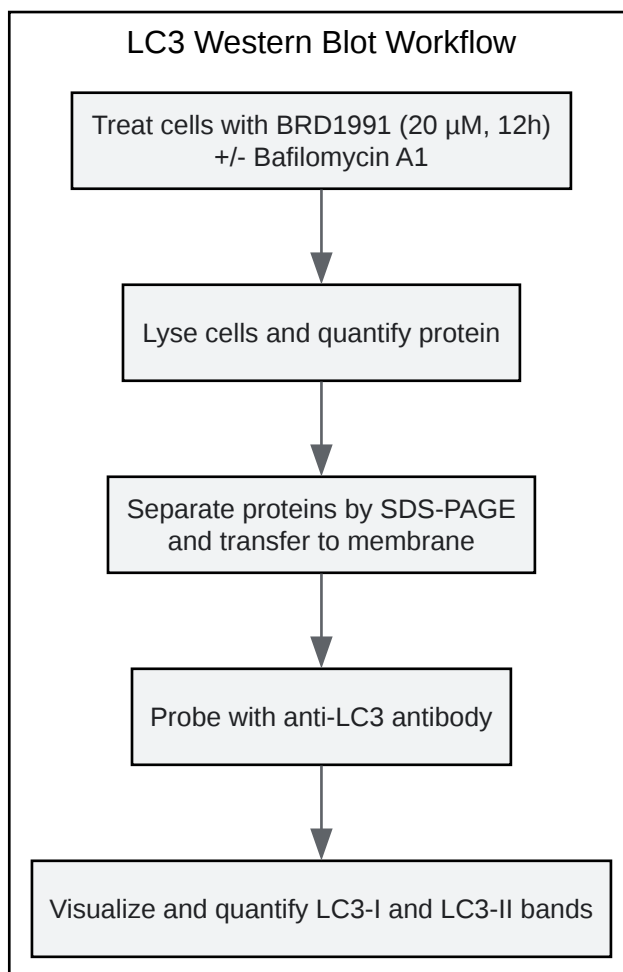 LC3 Western Blot Workflow
Treat cells with BRD1991 (20 µM, 12h)
+/- Bafilomycin A1
Lyse cells and quantify protein
Separate proteins by SDS-PAGE
and transfer to membrane
Probe with anti-LC3 antibody
Visualize and quantify LC3-I and LC3-II bands